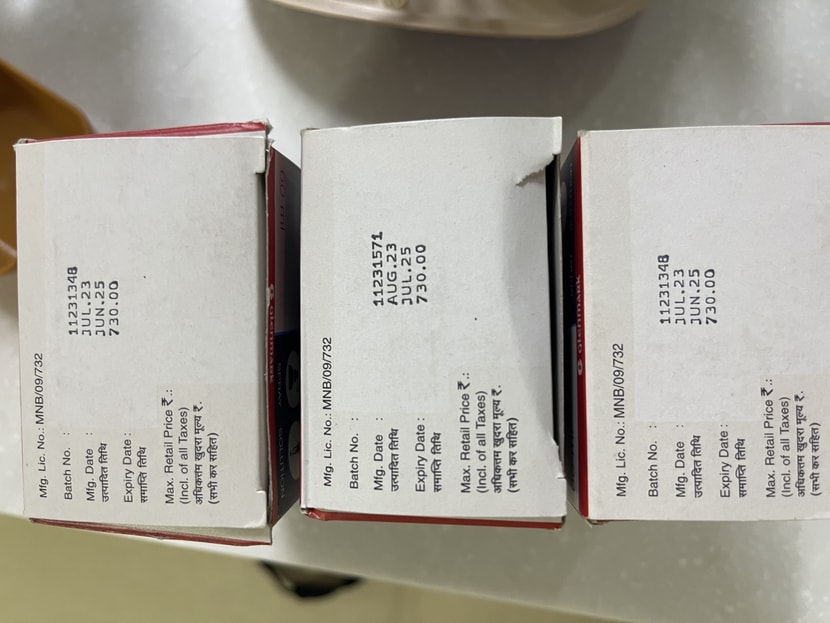 Mfg. Lic. No.: MNB/09/732
Batch No. :
Mfg. Date :
उत्पादित तिथि
Expiry Date :
समाप्ति तिथि
Max. Retail Price ₹.:
(Incl. of all Taxes)
अधिकतम खुदरा मूल्य ₹.
(सभी कर सहित)
11231348
JUL.23
JUN.25
730.00
glenmark
SPRAY
SOLUTION
Mfg. Lic. No.: MNB/09/732
Batch No. :
Mfg. Date :
उत्पादित तिथि
Expiry Date :
समाप्ति तिथि
Max. Retail Price ₹.:
(Incl. of all Taxes)
अधिकतम खुदरा मूल्य ₹.
(सभी कर सहित)
11231571
AUG.23
JUL.25
730.00
glenmark
Mfg. Lic. No.: MNB/09/732
Batch No. :
Mfg. Date :
उत्पादित तिथि
Expiry Date :
समाप्ति तिथि
Max. Retail Price ₹.:
(Incl. of all Taxes)
अधिकतम खुदरा मूल्य ₹.
(सभी कर सहित)
11231348
JUL.23
JUN.25
730.00